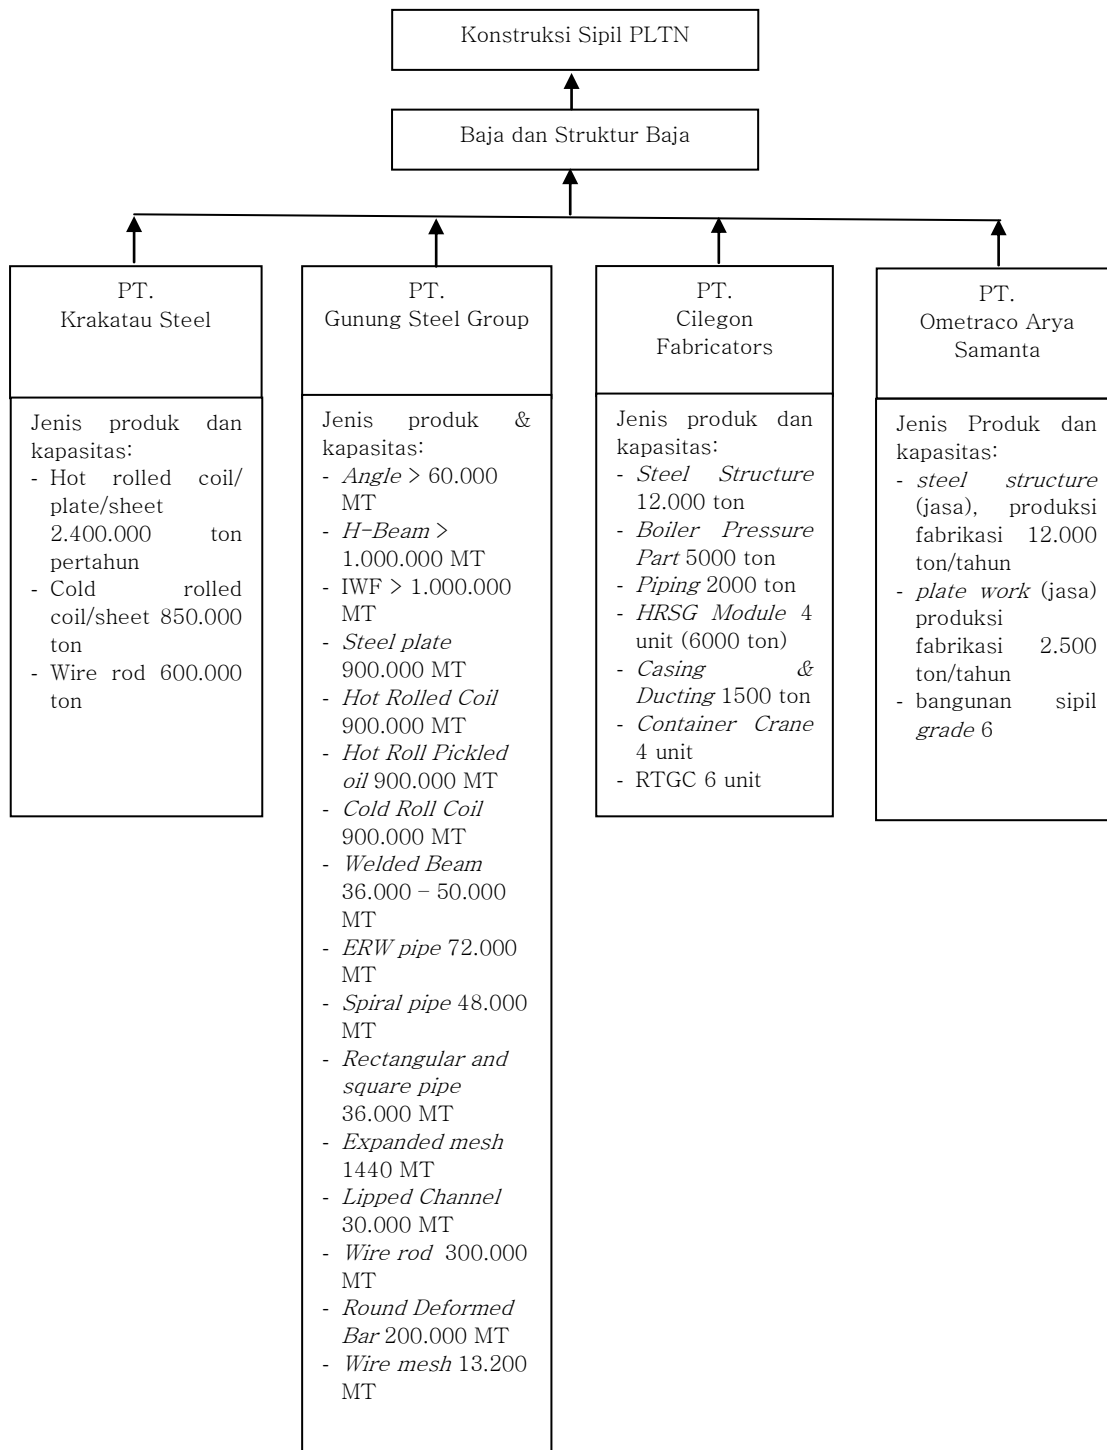 Konstruksi Sipil PLTN
Baja dan Struktur Baja
PT.
Krakatau Steel
Jenis produk dan
kapasitas:
- Hot rolled coil/
plate/sheet
2.400.000 ton
pertahun
- Cold rolled
coil/sheet 850.000
ton
- Wire rod 600.000
ton
PT.
Gunung Steel Group
Jenis produk &
kapasitas:
- Angle > 60.000
MT
- H-Beam >
1.000.000 MT
- IWF > 1.000.000
MT
- Steel plate
900.000 MT
- Hot Rolled Coil
900.000 MT
- Hot Roll Pickled
oil 900.000 MT
- Cold Roll Coil
900.000 MT
- Welded Beam
36.000 – 50.000
MT
- ERW pipe 72.000
MT
- Spiral pipe 48.000
MT
- Rectangular and
square pipe
36.000 MT
- Expanded mesh
1440 MT
- Lipped Channel
30.000 MT
- Wire rod 300.000
MT
- Round Deformed
Bar 200.000 MT
- Wire mesh 13.200
MT
PT.
Cilegon
Fabricators
Jenis produk dan
kapasitas:
- Steel Structure
12.000 ton
- Boiler Pressure
Part 5000 ton
- Piping 2000 ton
- HRSG Module 4
unit (6000 ton)
- Casing &
Ducting 1500 ton
- Container Crane
4 unit
- RTGC 6 unit
PT.
Ometraco Arya
Samanta
Jenis Produk dan
kapasitas:
- steel structure
(jasa), produksi
fabrikasi 12.000
ton/tahun
- plate work (jasa)
produksi
fabrikasi 2.500
ton/tahun
- bangunan sipil
grade 6